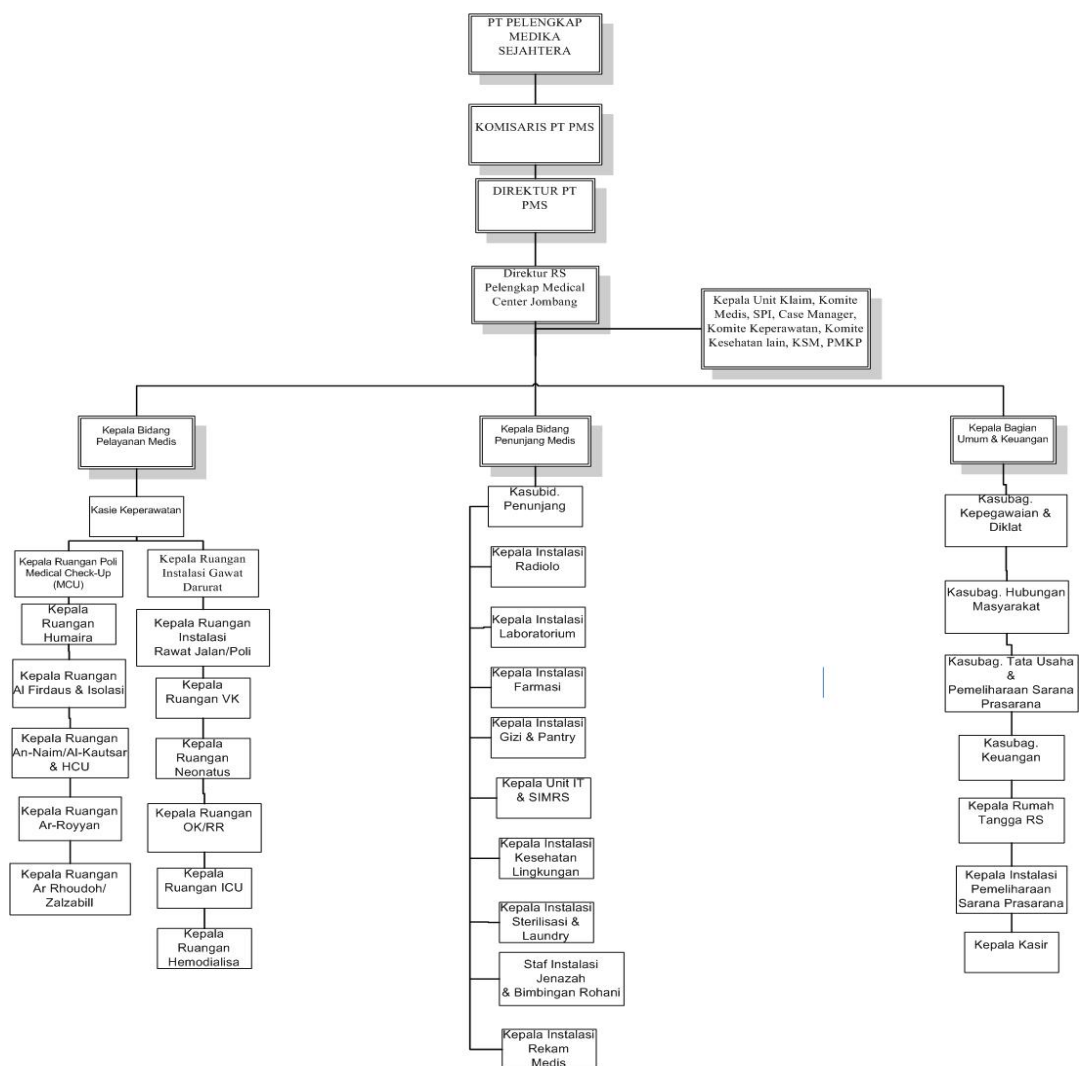 PT PELENGKAP
MEDIKA
SEJAHTERA
KOMISARIS PT PMS
DIREKTUR PT
PMS
Direktur RS
Pelengkap Medical
Center Jombang
Kepala Unit Klaim, Komite
Medis, SPI, Case Manager,
Komite Keperawatan, Komite
Kesehatan lain, KSM, PMKP
Kepala Bidang
Pelayanan Medis
Kasie Keperawatan
Kepala Ruangan Poli
Medical Check-Up
(MCU)
Kepala
Ruangan
Humaira
Kepala Ruangan
Al Firdaus & Isolasi
Kepala Ruangan
An-Naim/Al-Kautsar
& HCU
Kepala Ruangan
Ar-Royyan
Kepala Ruangan
Ar Rhoudoh/
Zalzabill
Kepala Ruangan
Instalasi Gawat
Darurat
Kepala Ruangan
Instalasi
Rawat Jalan/Poli
Kepala
Ruangan VK
Kepala
Ruangan
Neonatus
Kepala Ruangan
OK/RR
Kepala
Ruangan ICU
Kepala
Ruangan
Hemodialisa
Kepala Bidang
Penunjang Medis
Kasubid.
Penunjang
Kepala Instalasi
Radiolo
Kepala Instalasi
Laboratorium
Kepala Instalasi
Farmasi
Kepala Instalasi
Gizi & Pantry
Kepala Unit IT
& SIMRS
Kepala Instalasi
Kesehatan
Lingkungan
Kepala Instalasi
Sterilisasi &
Laundry
Staf Instalasi
Jenazah
& Bimbingan Rohani
Kepala Instalasi
Rekam
Medis
Kepala Bagian
Umum & Keuangan
Kasubag.
Kepegawaian &
Diklat
Kasubag. Hubungan
Masyarakat
Kasubag. Tata Usaha
&
Pemeliharaan Sarana
Prasarana
Kasubag.
Keuangan
Kepala Rumah
Tangga RS
Kepala Instalasi
Pemeliharaan
Sarana Prasarana
Kepala Kasir